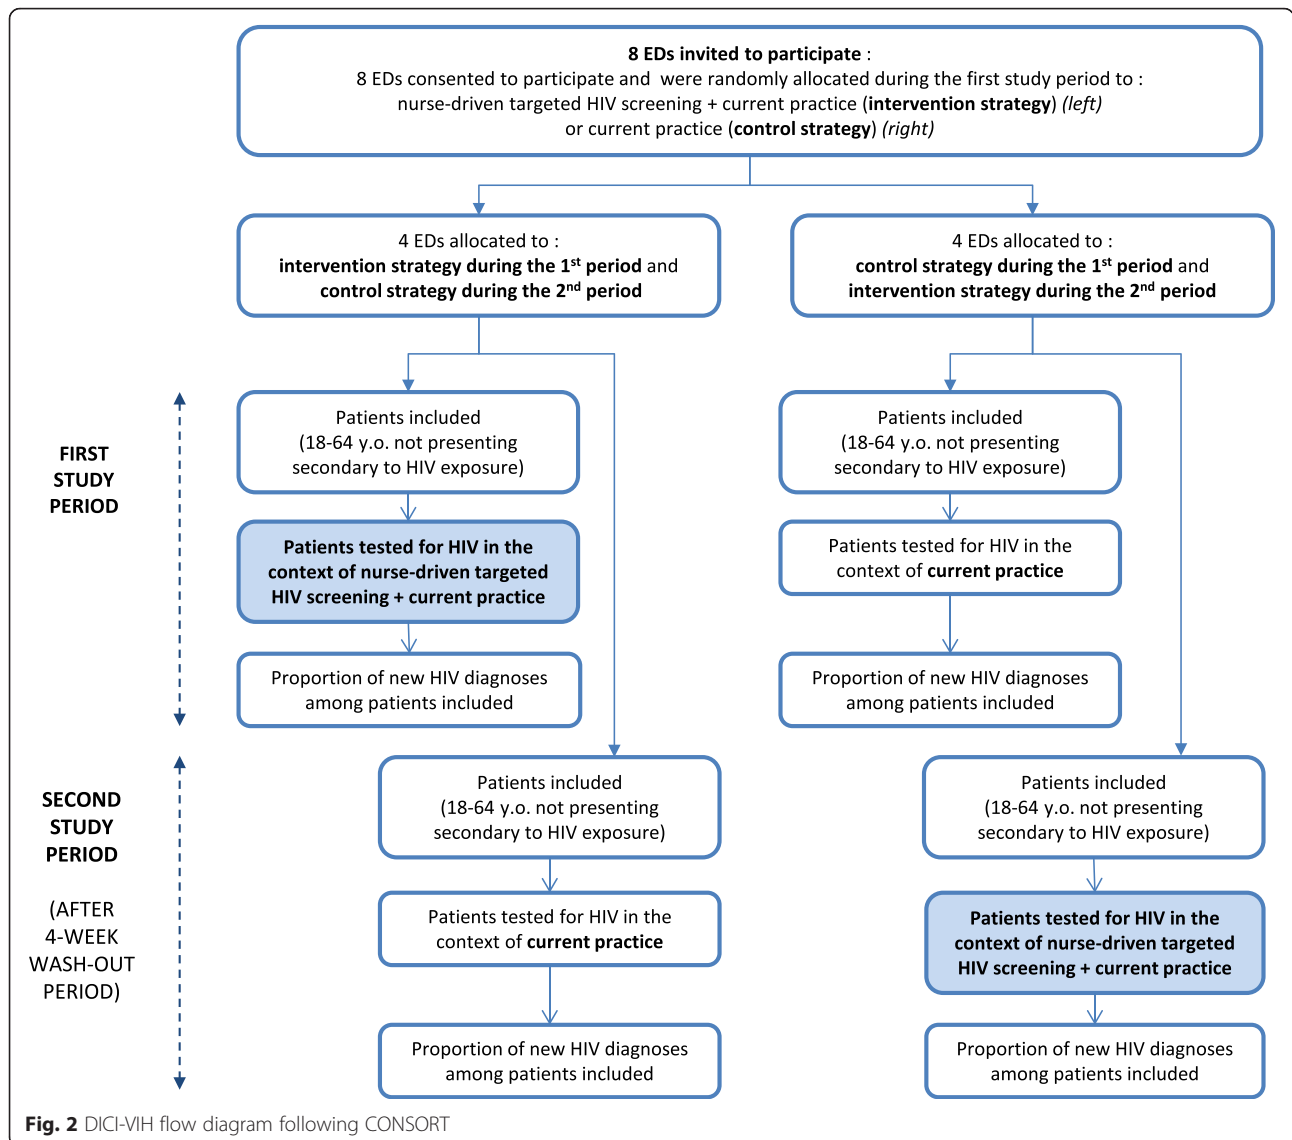 8 EDs invited to participate :
8 EDs consented to participate and were randomly allocated during the first study period to :
nurse-driven targeted HIV screening + current practice (intervention strategy) (left)
or current practice (control strategy) (right)
4 EDs allocated to :
intervention strategy during the 1st period and
control strategy during the 2nd period
4 EDs allocated to :
control strategy during the 1st period and
intervention strategy during the 2nd period
FIRST
STUDY
PERIOD
Patients included
(18-64 y.o. not presenting
secondary to HIV exposure)
Patients tested for HIV in the
context of nurse-driven targeted
HIV screening + current practice
Proportion of new HIV diagnoses
among patients included
Patients included
(18-64 y.o. not presenting
secondary to HIV exposure)
Patients tested for HIV in the
context of current practice
Proportion of new HIV diagnoses
among patients included
SECOND
STUDY
PERIOD
(AFTER
4-WEEK
WASH-OUT
PERIOD)
Patients included
(18-64 y.o. not presenting
secondary to HIV exposure)
Patients tested for HIV in the
context of current practice
Proportion of new HIV diagnoses
among patients included
Patients included
(18-64 y.o. not presenting
secondary to HIV exposure)
Patients tested for HIV in the
context of nurse-driven targeted
HIV screening + current practice
Proportion of new HIV diagnoses
among patients included
Fig. 2 DICI-VIH flow diagram following CONSORT